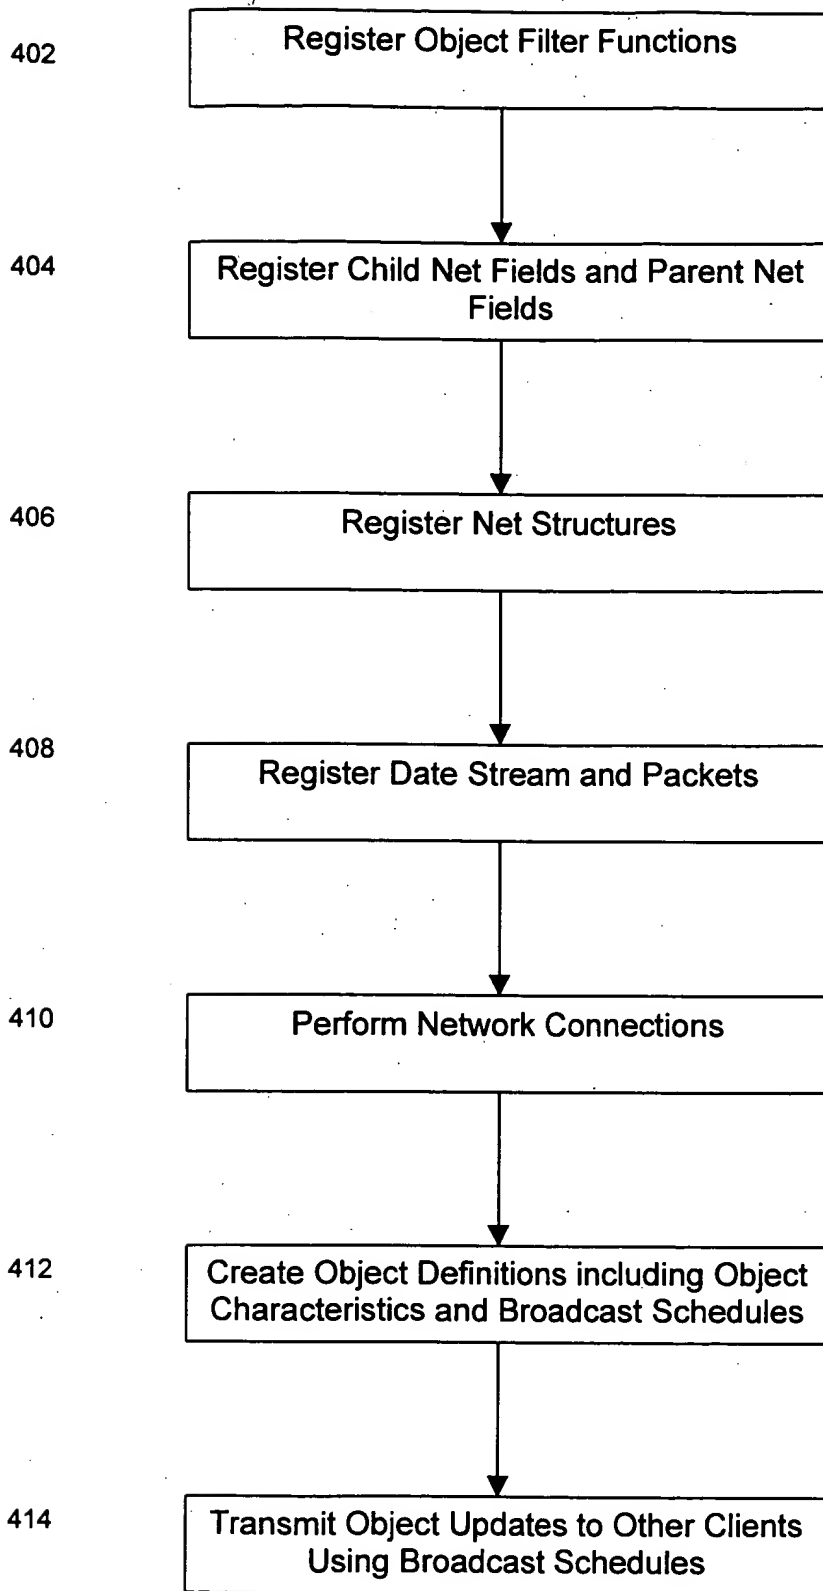 402
Register Object Filter Functions
404
Register Child Net Fields and Parent Net
Fields
406
Register Net Structures
408
Register Date Stream and Packets
410
Perform Network Connections
412
Create Object Definitions including Object
Characteristics and Broadcast Schedules
414
Transmit Object Updates to Other Clients
Using Broadcast Schedules